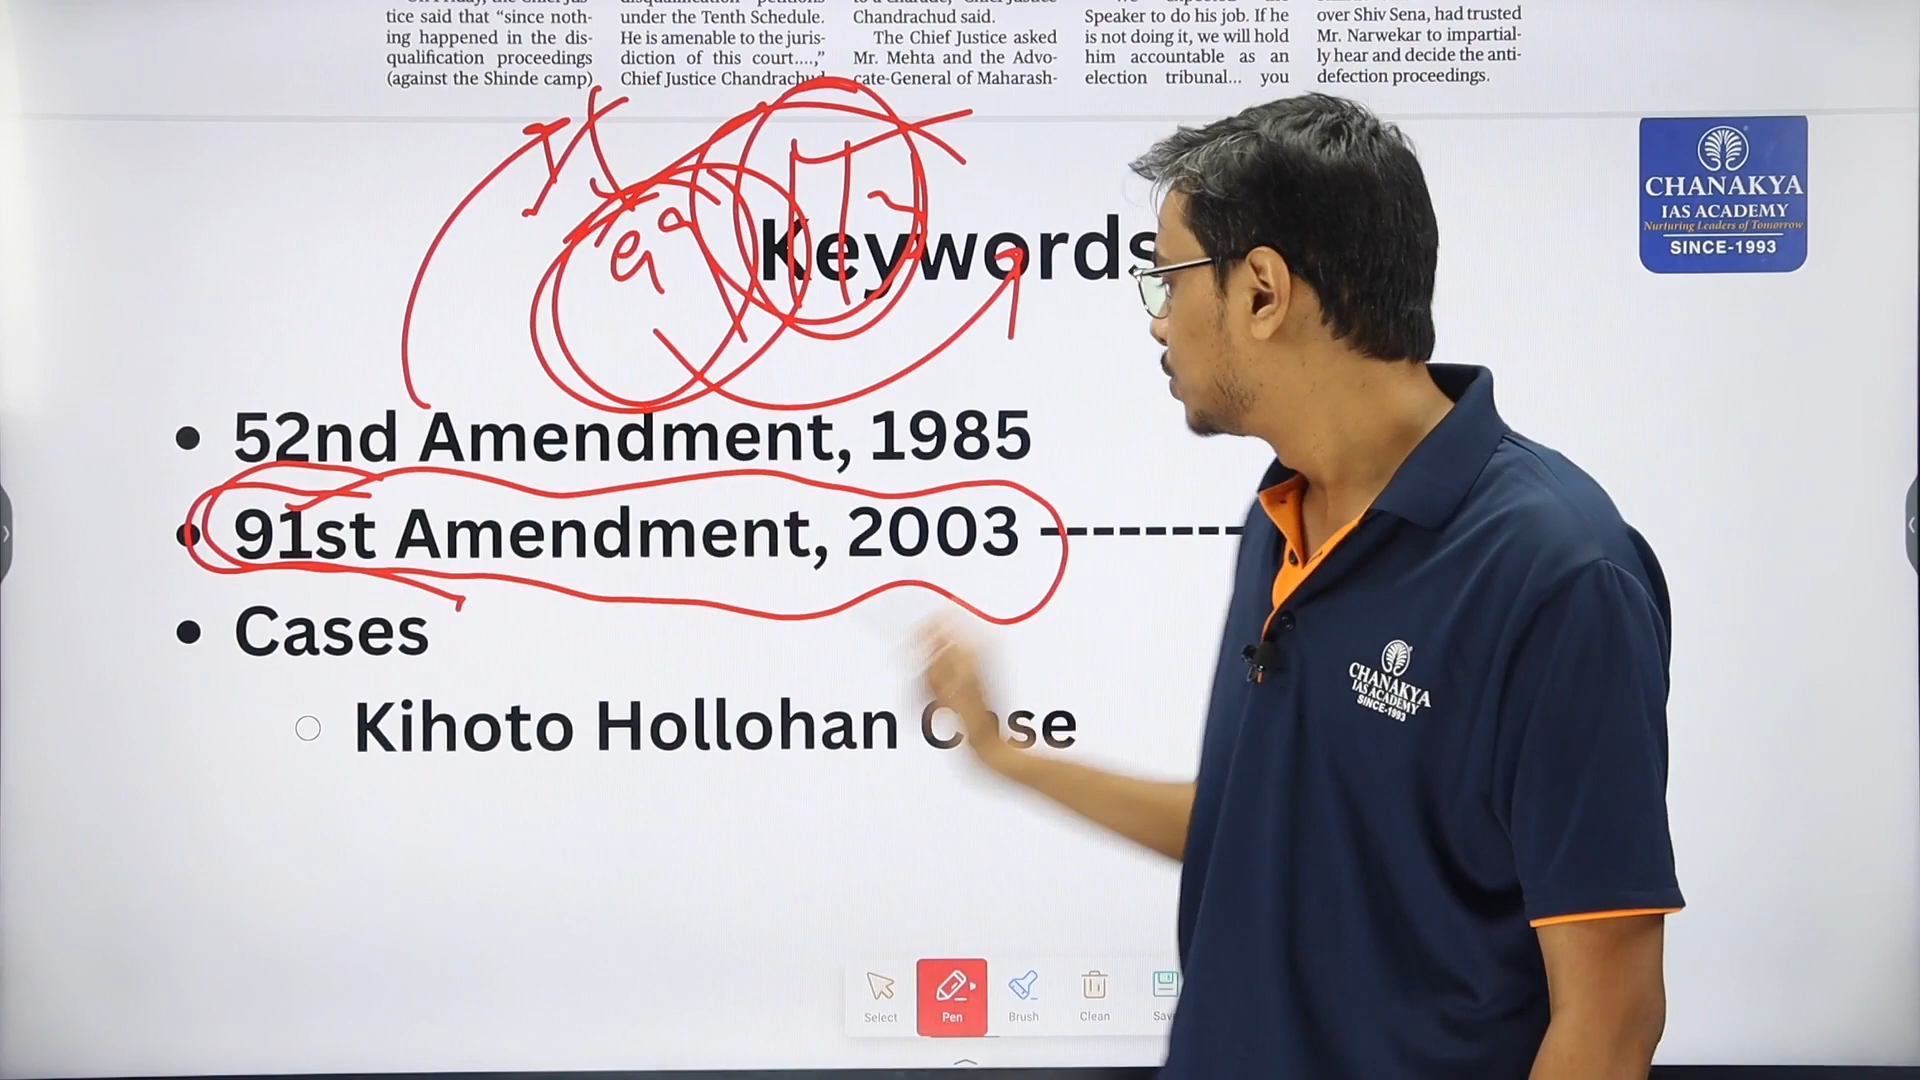 tice said that “since noth-
ing happened in the dis-
qualification proceedings
(against the Shinde camp)
under the Tenth Schedule.
He is amenable to the juris-
diction of this court....,”
Chief Justice Chandrachud
Chandrachud said.
The Chief Justice asked
Mr. Mehta and the Advo-
cate-General of Maharash-
Speaker to do his job. If he
is not doing it, we will hold
him accountable as an
election tribunal... you
over Shiv Sena, had trusted
Mr. Narwekar to impartial-
ly hear and decide the anti-
defection proceedings.
CHANAKYA
IAS ACADEMY
Nurturing Leaders of Tomorrow
SINCE-1993
Keywords
• 52nd Amendment, 1985
• 91st Amendment, 2003 -------
• Cases
○ Kihoto Hollohan Case
CHANAKYA
IAS ACADEMY
SINCE-1993
Select
Pen
Brush
Clean